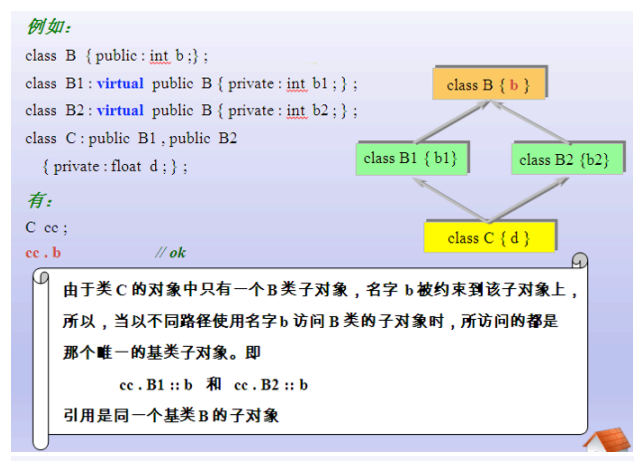 例如：
class B { public : int b ;} ;
class B1 : virtual public B { private : int b1 ; } ;
class B2 : virtual public B { private : int b2 ; } ;
class C : public B1 , public B2
{ private : float d ; } ;
有：
C cc ;
cc . b // ok
class B { b }
class B1 { b1}
class B2 {b2}
class C { d }
由于类 C 的对象中只有一个B类子对象，名字 b被约束到该子对象上，
所以，当以不同路径使用名字b 访问 B 类的子对象时，所访问的都是
那个唯一的基类子对象。即
cc . B1 :: b 和 cc . B2 :: b
引用是同一个基类B的子对象